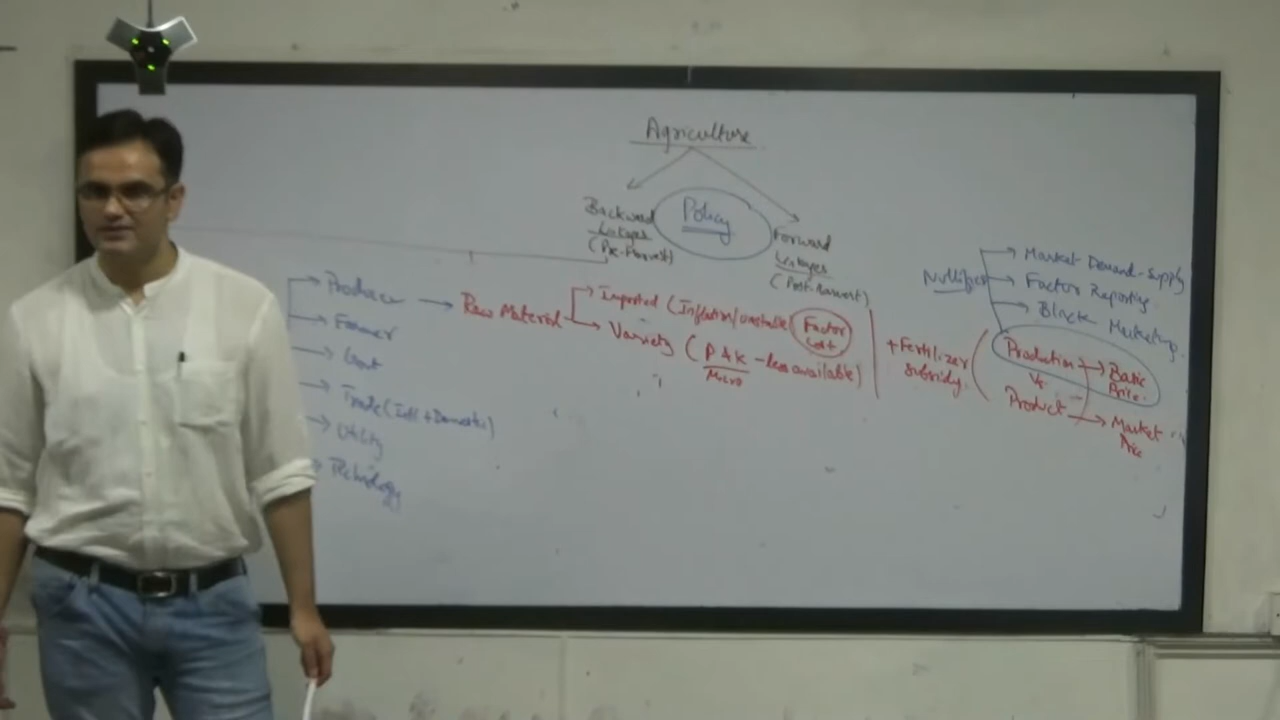 Agriculture
Policy
Backward
Linkages
(Pre-Harvest)
Forward
Linkages
(Post-Harvest)
Producer → Raw Material
Farmer
Govt
Trade (Intl + Domestic)
Utility
Technology
Imported (Inflation/unstable Factor
Cost
Variety (P & K - less available)
Micro
+ Fertilizer
subsidy.
Nullifies
Market Demand-Supply
Factor Reporting.
Black Marketing.
Production → Basic
Price.
Vs.
Product → Market
Price